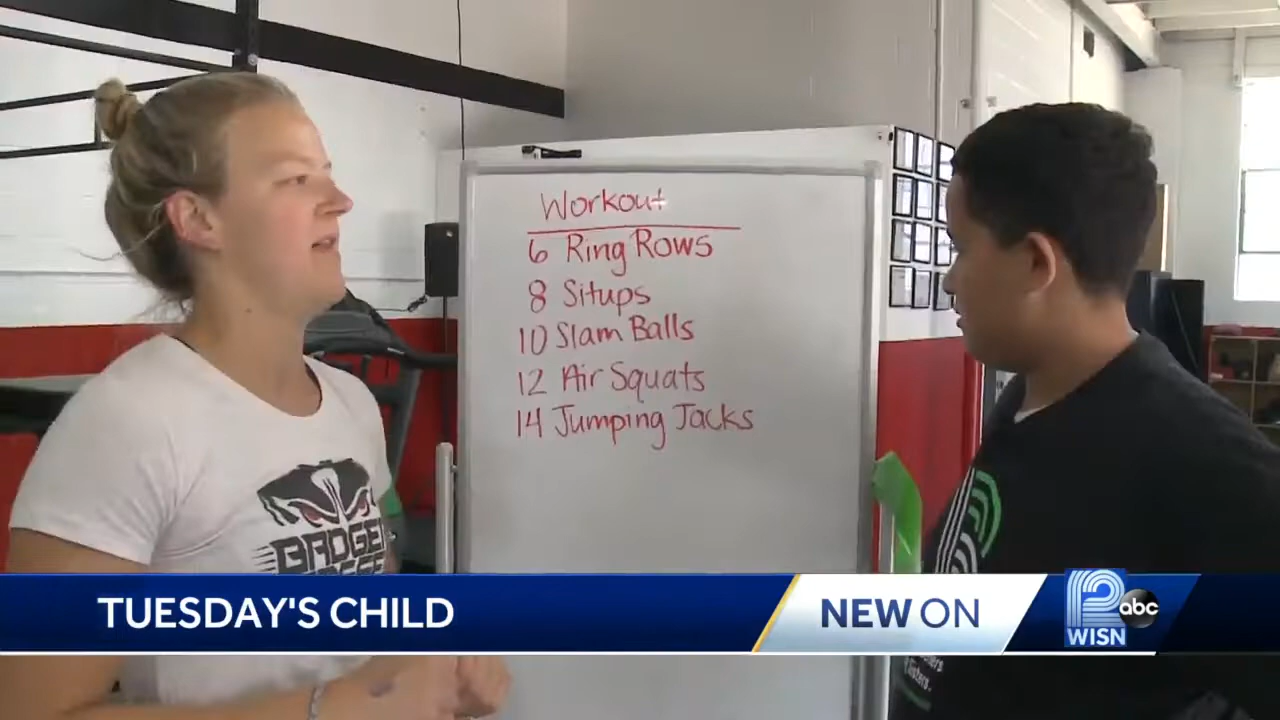 Workout
6 Ring Rows
8 Situps
10 Slam Balls
12 Air Squats
14 Jumping Jacks
BADGER
TUESDAY'S CHILD
NEW ON
12
abc
WISN